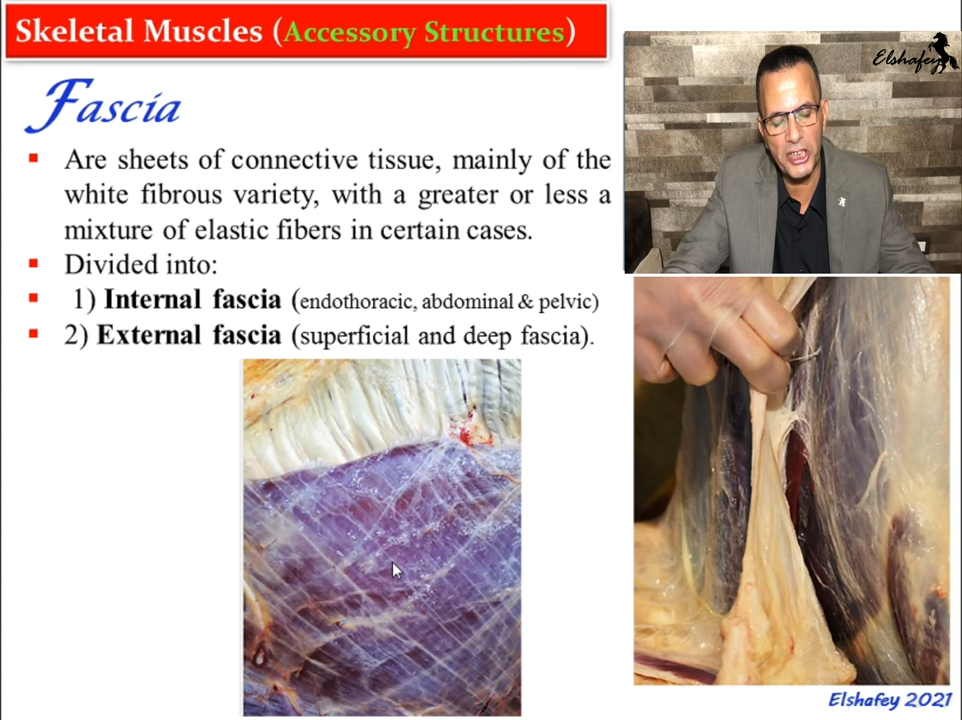 Skeletal Muscles (Accessory Structures)
Elshafey
Fascia
▪ Are sheets of connective tissue, mainly of the
white fibrous variety, with a greater or less a
mixture of elastic fibers in certain cases.
▪ Divided into:
▪ 1) Internal fascia (endothoracic, abdominal & pelvic)
▪ 2) External fascia (superficial and deep fascia).
Elshafey 2021